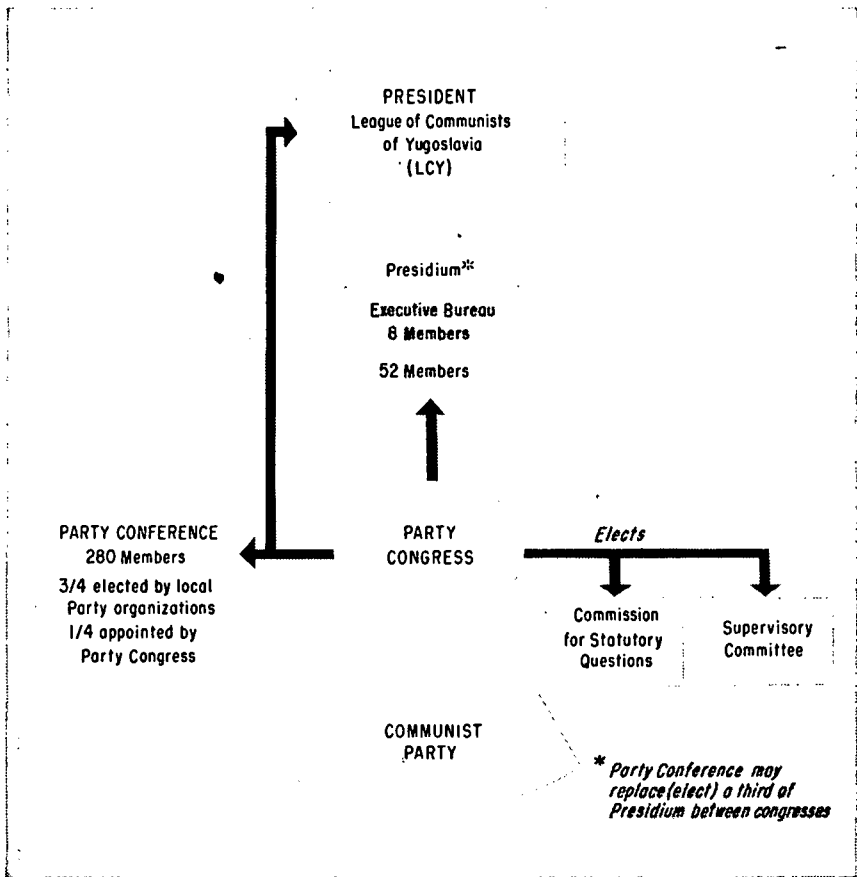 PRESIDENT
League of Communists
of Yugoslavia
(LCY)
Presidium*
Executive Bureau
8 Members
52 Members
PARTY CONFERENCE
280 Members
3/4 elected by local
Party organizations
1/4 appointed by
Party Congress
PARTY
CONGRESS
Elects
Commission
for Statutory
Questions
Supervisory
Committee
COMMUNIST
PARTY
* Party Conference may
replace(elect) a third of
Presidium between congresses